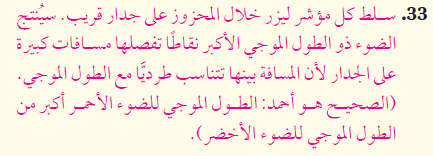 33. سلط كل مؤشر ليزر خلال المحزوز على جدار قريب. سيُنتج
الضوء ذو الطول الموجي الأكبر نقاطًا تفصلها مسافات كبيرة
على الجدار لأن المسافة بينها تتناسب طرديًّا مع الطول الموجي.
(الصحيح هو أحمد: الطول الموجي للضوء الأحمر أكبر من
الطول الموجي للضوء الأخضر).